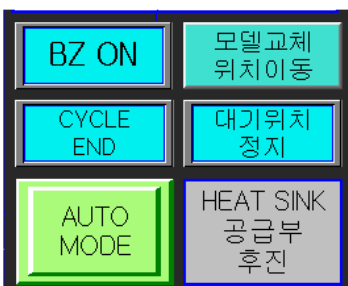 BZ ON
모델교체
위치이동
CYCLE
END
대기위치
정지
AUTO
MODE
HEAT SINK
공급부
후진